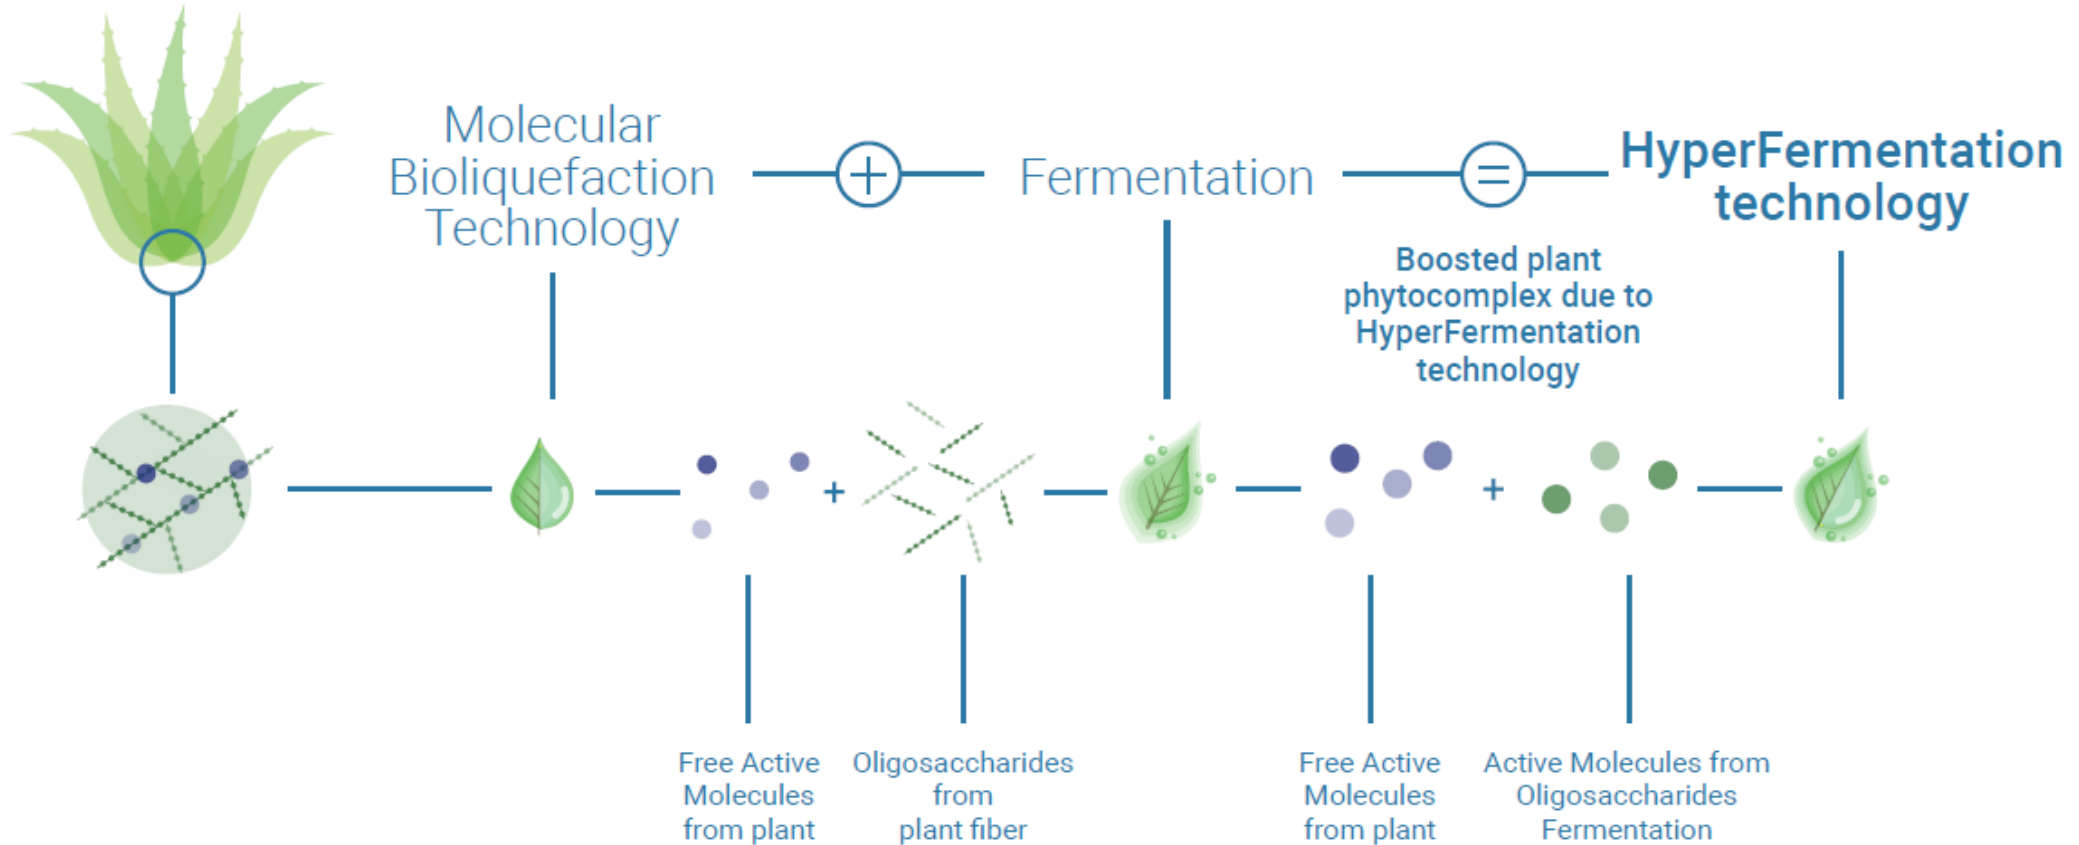 Molecular
Bioliquefaction
Technology
+
Fermentation
=
HyperFermentation
technology
Boosted plant
phytocomplex due to
HyperFermentation
technology
+
+
Free Active
Molecules
from plant
Oligosaccharides
from
plant fiber
Free Active
Molecules
from plant
Active Molecules from
Oligosaccharides
Fermentation